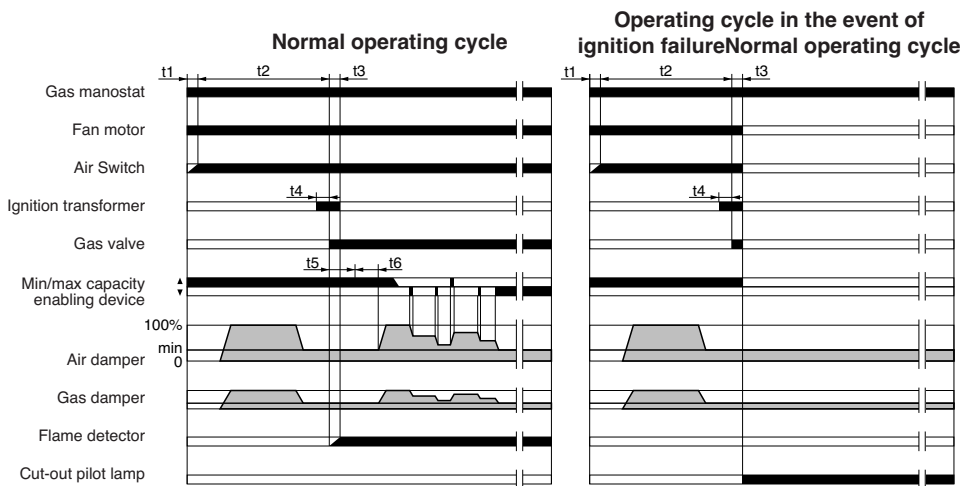 Normal operating cycle
Operating cycle in the event of
ignition failureNormal operating cycle
t1 t2 t3
t1 t2 t3
Gas manostat
Fan motor
Air Switch
t4
t4
Ignition transformer
Gas valve
t5 t6
Min/max capacity
enabling device
100%
min
0
Air damper
Gas damper
Flame detector
Cut-out pilot lamp